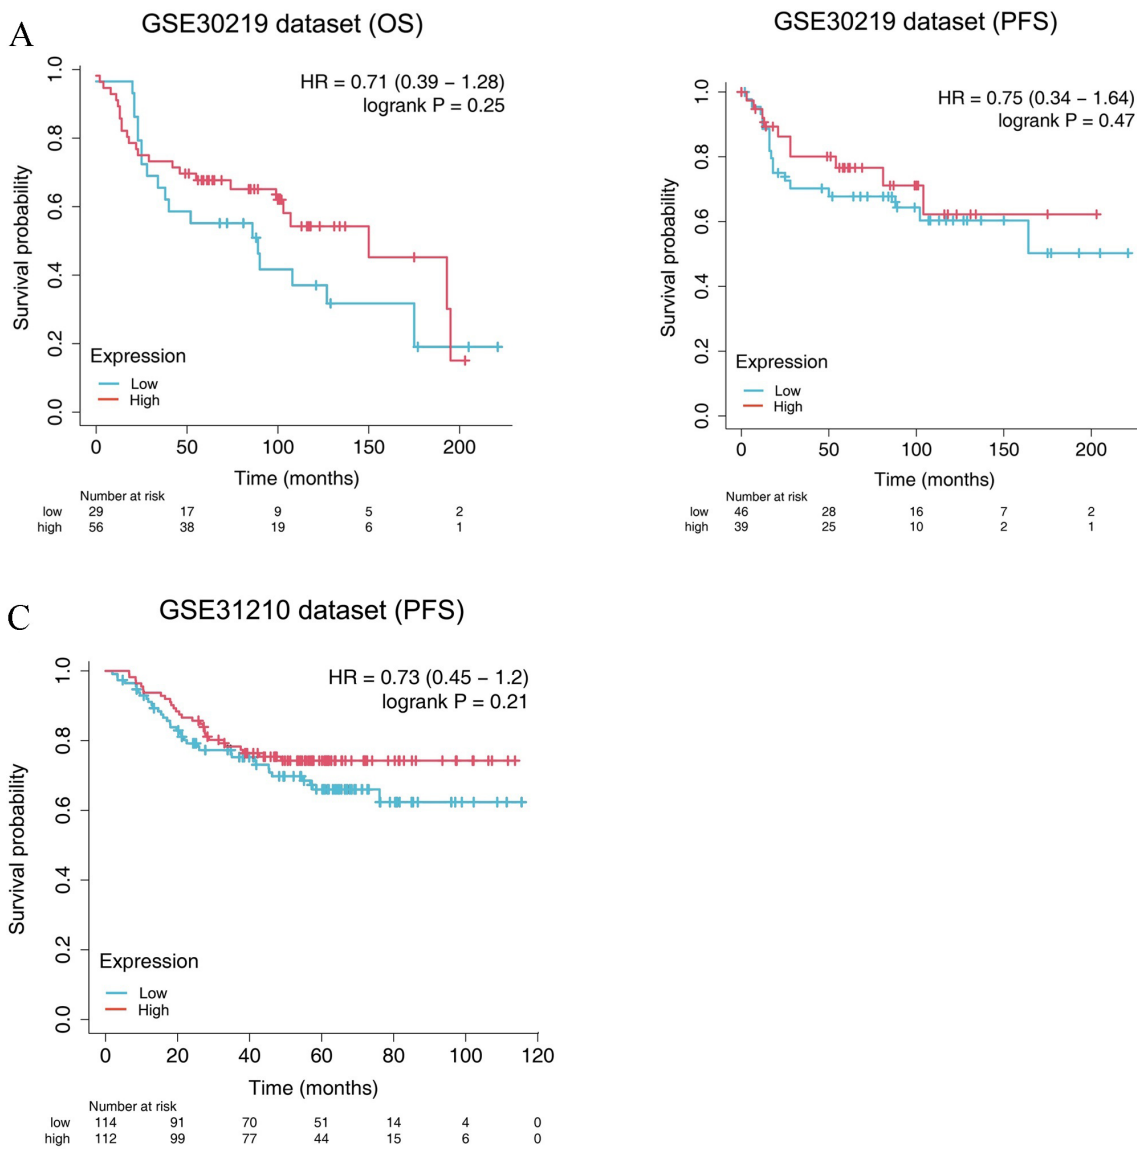 A
GSE30219 dataset (OS)
HR = 0.71 (0.39 − 1.28)
logrank P = 0.25
Survival probability
1.0
0.8
0.6
0.4
0.2
0.0
Expression
Low
High
0 50 100 150 200
Time (months)
Number at risk
low 29 17 9 5 2
high 56 38 19 6 1
GSE30219 dataset (PFS)
HR = 0.75 (0.34 − 1.64)
logrank P = 0.47
Survival probability
1.0
0.8
0.6
0.4
0.2
0.0
Expression
Low
High
0 50 100 150 200
Time (months)
Number at risk
low 46 28 16 7 2
high 39 25 10 2 1
C
GSE31210 dataset (PFS)
HR = 0.73 (0.45 − 1.2)
logrank P = 0.21
Survival probability
1.0
0.8
0.6
0.4
0.2
0.0
Expression
Low
High
0 20 40 60 80 100 120
Time (months)
Number at risk
low 114 91 70 51 14 4 0
high 112 99 77 44 15 6 0